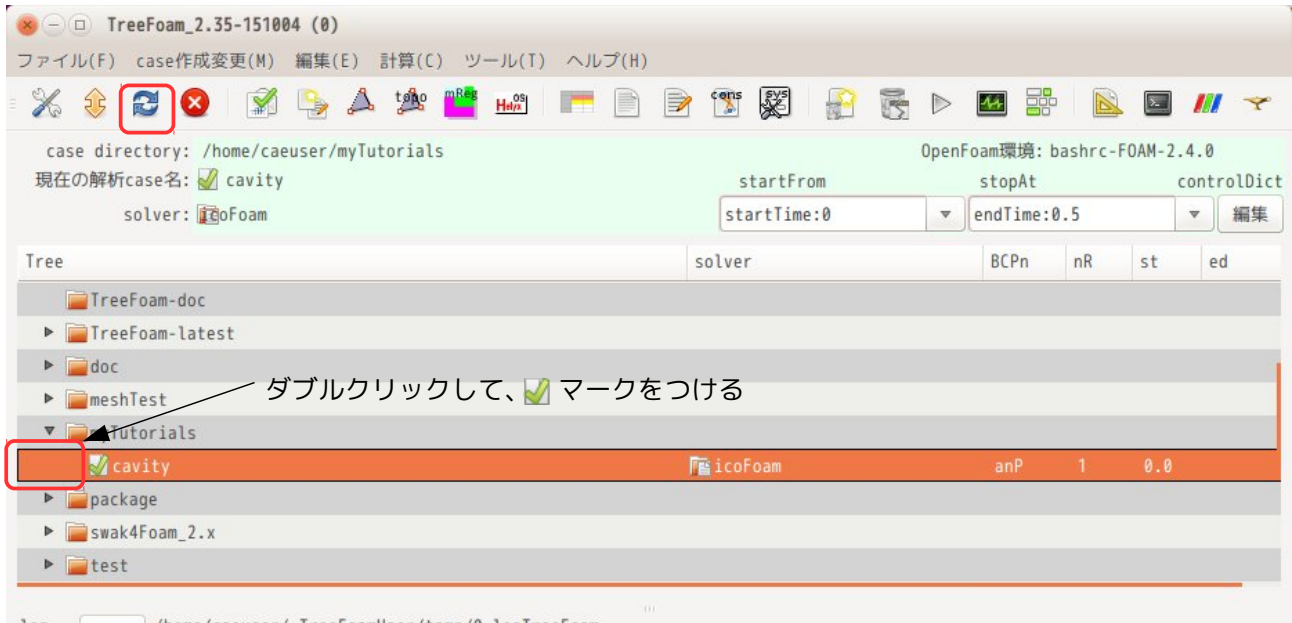 TreeFoam_2.35-151004 (0)
ファイル(F) case作成変更(M) 編集(E) 計算(C) ツール(T) ヘルプ(H)
topo mReg Helyx OS cons SYS
case directory: /home/caeuser/myTutorials OpenFoam環境: bashrc-FOAM-2.4.0
現在の解析case名: cavity startFrom stopAt controlDict
solver: icoFoam startTime:0 endTime:0.5 編集
Tree solver BCPn nR st ed
TreeFoam-doc
TreeFoam-latest
doc
ダブルクリックして、 マークをつける
meshTest
myTutorials
cavity icoFoam anP 1 0.0
package
swak4Foam_2.x
test